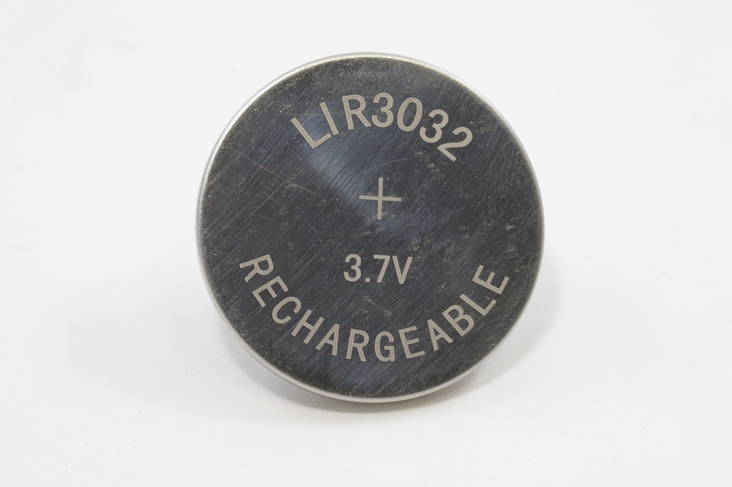 LIR3032
+
3.7V
RECHARGEABLE